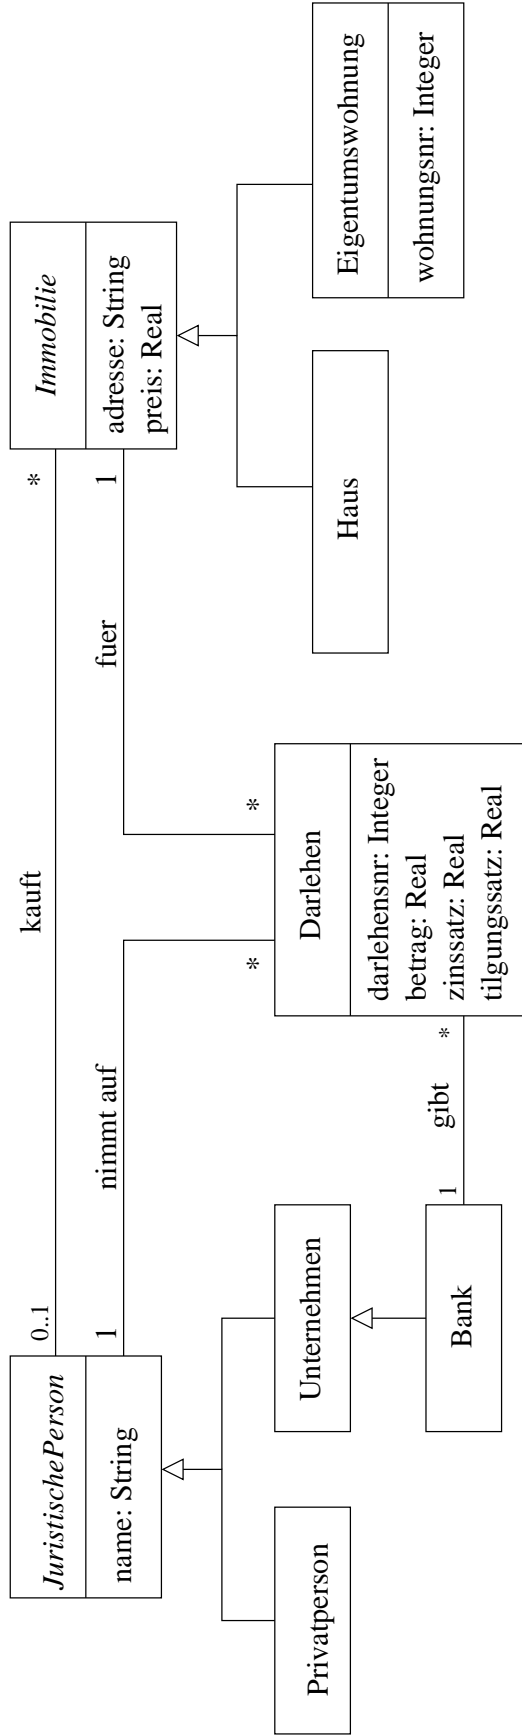 kauft
JuristischePerson
0..1
*
Immobilie
name: String
1
nimmt auf
fuer
1
adresse: String
preis: Real
*
*
Privatperson
Unternehmen
Darlehen
Haus
Eigentumswohnung
darlehensnr: Integer
betrag: Real
zinssatz: Real
tilgungssatz: Real
wohnungsnr: Integer
Bank
1
gibt
*